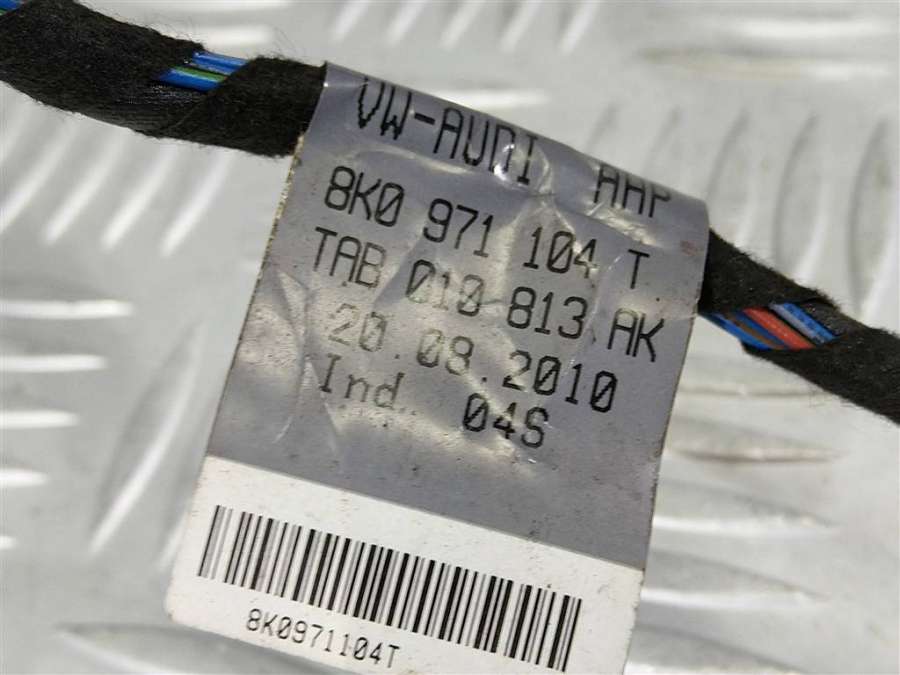 VW-AUDI AHP
8K0 971 104 T
TAB 010 813 AK
20.08.2010
Ind. 04S
8K0971104T